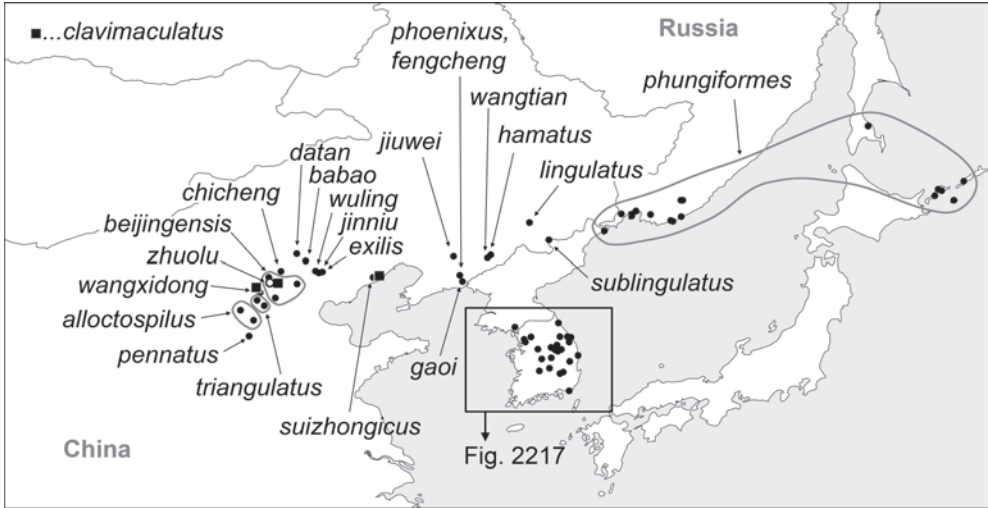 ■...clavimaculatus
phoenixus,
fengcheng
Russia
phungiformes
wangtian
hamatus
jiuwei
lingulatus
datan
babao
wuling
jinniu
exilis
chicheng
beijingensis
zhuolu
wangxidong
alloctospilus
pennatus
triangulatus
suizhongicus
gaoi
sublingulatus
China
Fig. 2217